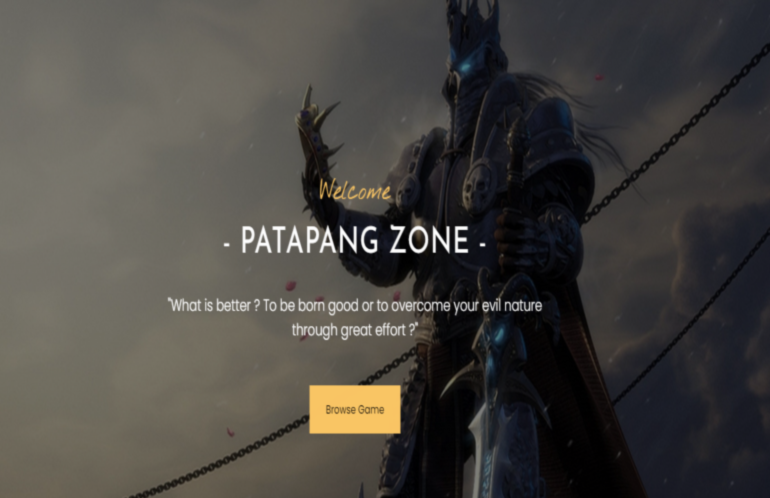 Welcome
- PATAPANG ZONE -
"What is better ? To be born good or to overcome your evil nature
through great effort ?"
Browse Game